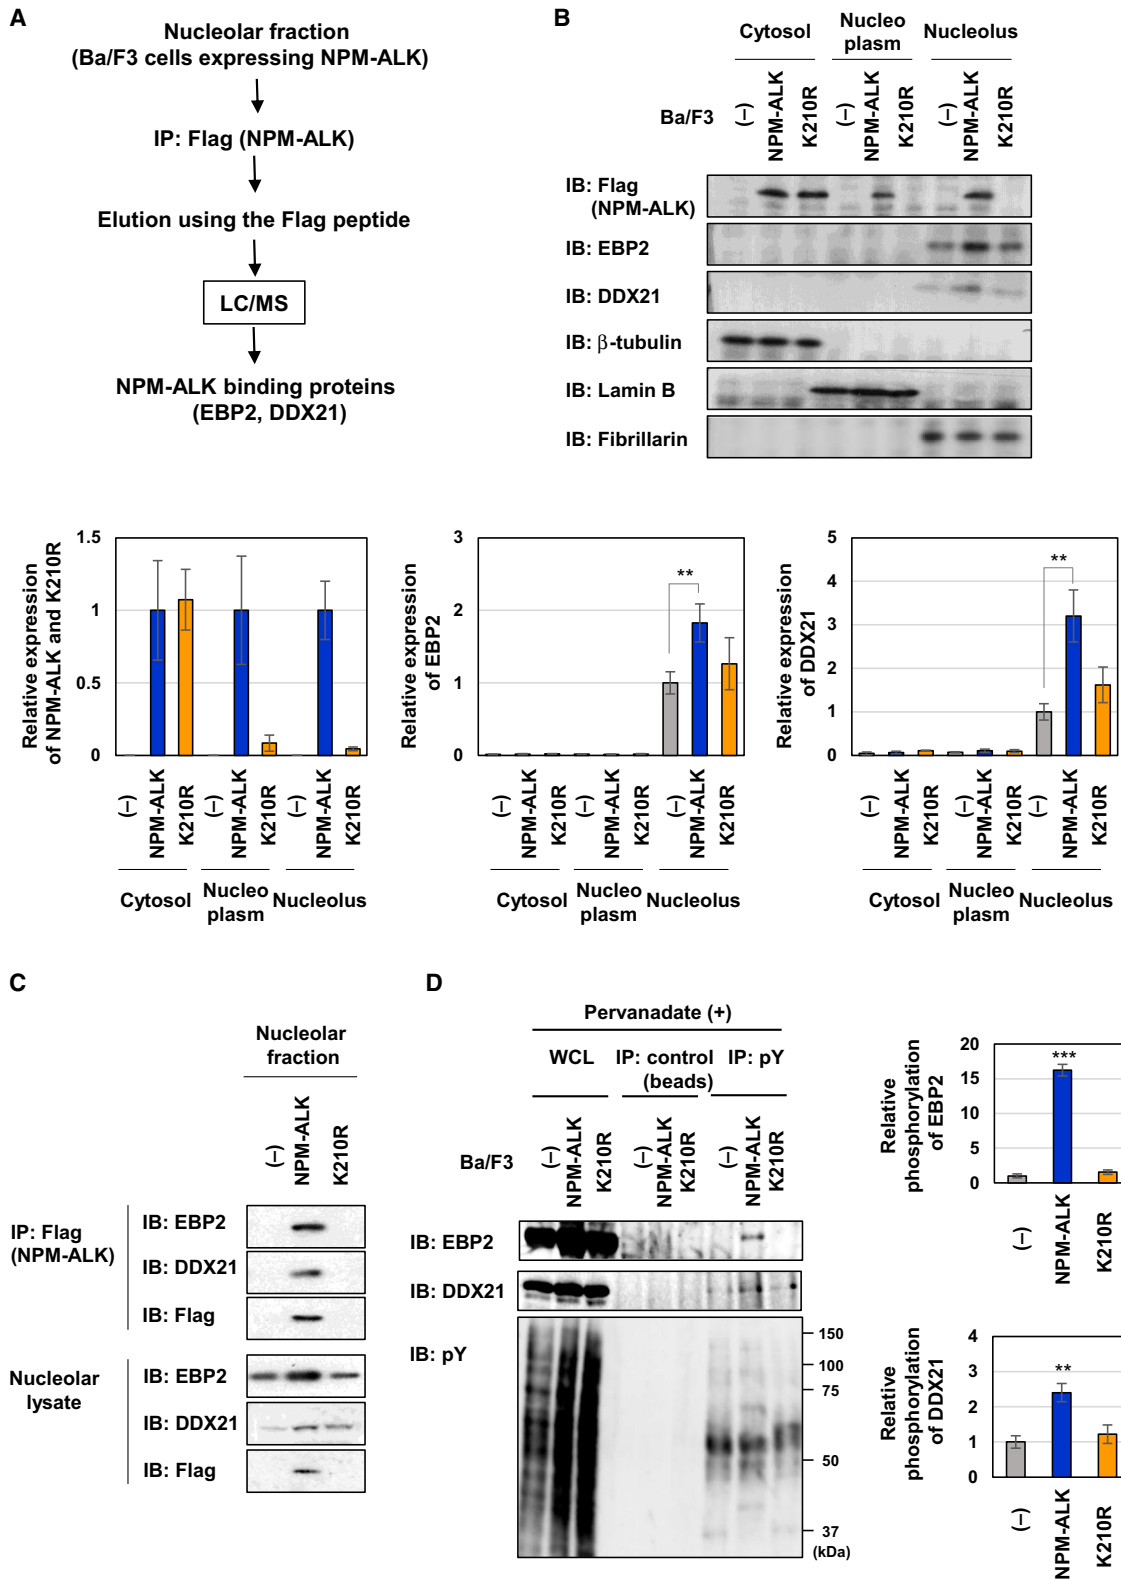 A
Nucleolar fraction
(Ba/F3 cells expressing NPM-ALK)
IP: Flag (NPM-ALK)
Elution using the Flag peptide
LC/MS
NPM-ALK binding proteins
(EBP2, DDX21)
B
Cytosol Nucleo plasm Nucleolus
Ba/F3 (–) NPM-ALK K210R (–) NPM-ALK K210R (–) NPM-ALK K210R
IB: Flag
(NPM-ALK)
IB: EBP2
IB: DDX21
IB: β-tubulin
IB: Lamin B
IB: Fibrillarin
Relative expression
of NPM-ALK and K210R
1.5
1
0.5
0
(–) NPM-ALK K210R (–) NPM-ALK K210R (–) NPM-ALK K210R
Cytosol Nucleo plasm Nucleolus
Relative expression
of EBP2
3
2
1
0
**
(–) NPM-ALK K210R (–) NPM-ALK K210R (–) NPM-ALK K210R
Cytosol Nucleo plasm Nucleolus
Relative expression
of DDX21
5
4
3
2
1
0
**
(–) NPM-ALK K210R (–) NPM-ALK K210R (–) NPM-ALK K210R
Cytosol Nucleo plasm Nucleolus
C
Nucleolar
fraction
(–) NPM-ALK K210R
IP: Flag
(NPM-ALK)
IB: EBP2
IB: DDX21
IB: Flag
Nucleolar
lysate
IB: EBP2
IB: DDX21
IB: Flag
D
Pervanadate (+)
WCL IP: control (beads) IP: pY
Ba/F3 (–) NPM-ALK K210R (–) NPM-ALK K210R (–) NPM-ALK K210R
IB: EBP2
IB: DDX21
IB: pY
150
100
75
50
37
(kDa)
Relative
phosphorylation
of EBP2
20
15
10
5
0
***
(–) NPM-ALK K210R
Relative
phosphorylation
of DDX21
4
3
2
1
0
**
(–) NPM-ALK K210R